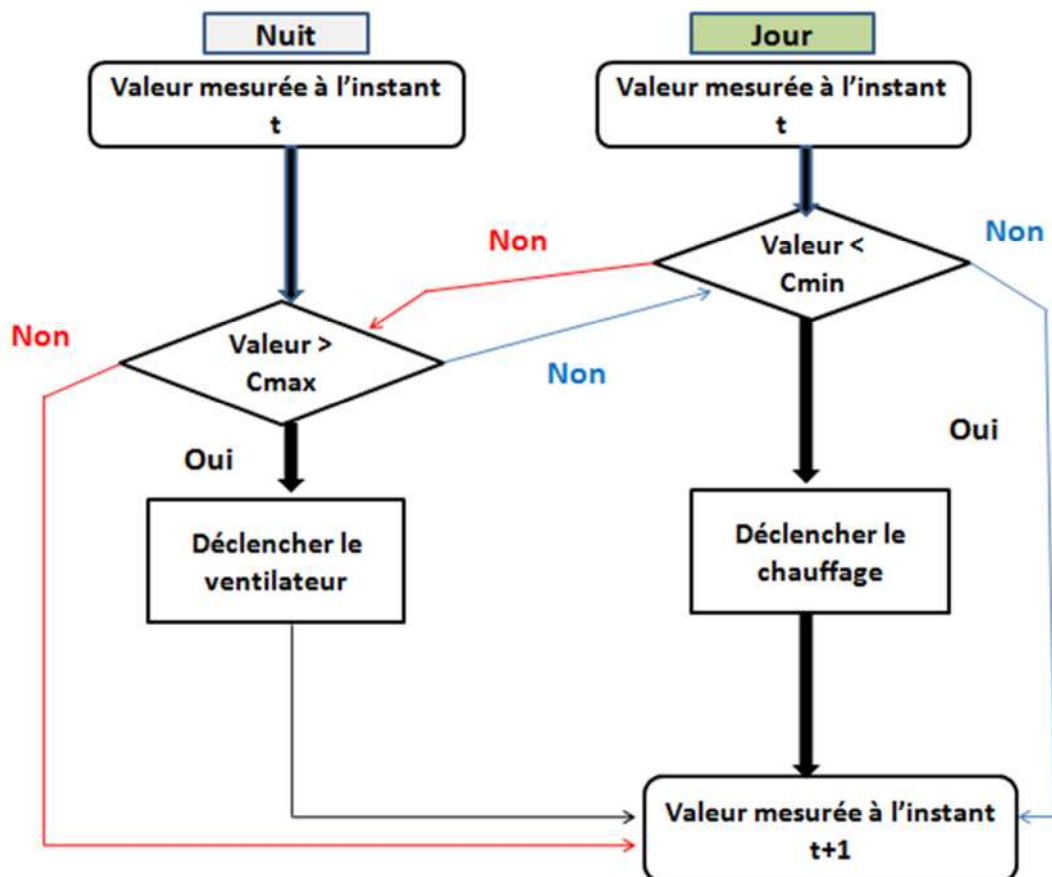 Nuit
Jour
Valeur mesurée à l'instant
t
Valeur mesurée à l'instant
t
Non
Valeur <
Cmin
Non
Non
Valeur >
Cmax
Non
Oui
Oui
Déclencher le
ventilateur
Déclencher le
chauffage
Valeur mesurée à l'instant
t+1